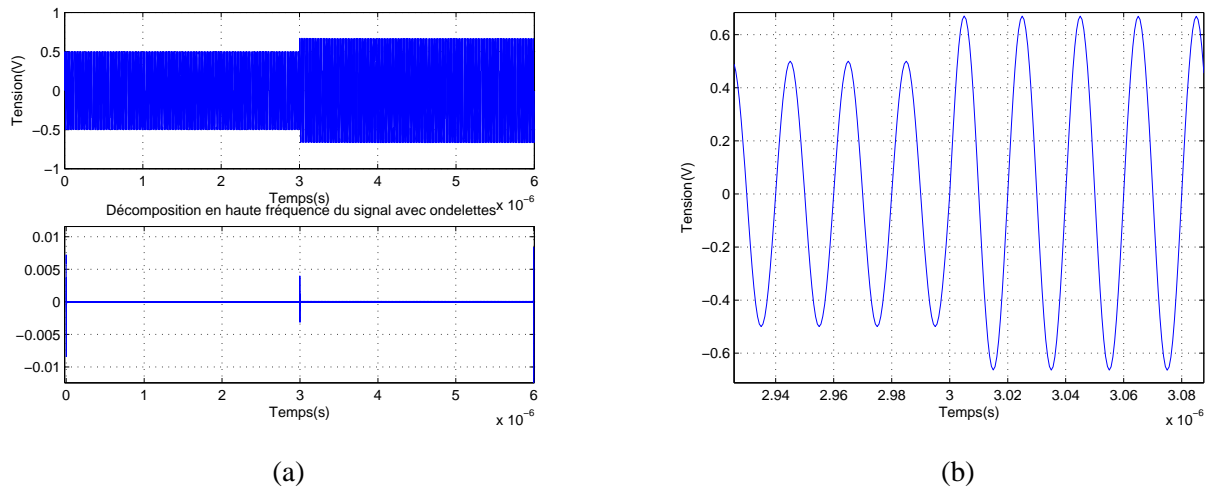 1
0.5
0
−0.5
−1
Tension(V)
0 1 2 3 4 5 6
Temps(s)
x 10⁻⁶
Décomposition en haute fréquence du signal avec ondelettes
0.01
0.005
0
−0.005
−0.01
0 1 2 3 4 5 6
Temps(s)
x 10⁻⁶
(a)
0.6
0.4
0.2
0
−0.2
−0.4
−0.6
Tension(V)
2.94 2.96 2.98 3 3.02 3.04 3.06 3.08
Temps(s)
x 10⁻⁶
(b)